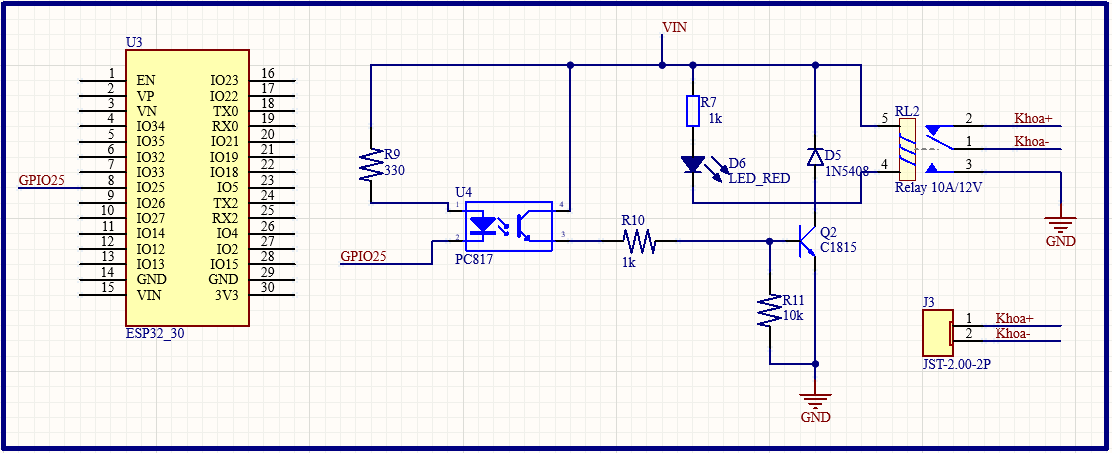 U3
1 EN IO23 16
2 VP IO22 17
3 VN TX0 18
4 IO34 RX0 19
5 IO35 IO21 20
6 IO32 IO19 21
7 IO33 IO18 22
GPIO25 8 IO25 IO5 23
9 IO26 TX2 24
10 IO27 RX2 25
11 IO14 IO4 26
12 IO12 IO2 27
13 IO13 IO15 28
14 GND GND 29
15 VIN 3V3 30
ESP32_30
VIN
R9
330
U4
1 4
2 3
PC817
GPIO25
R7
1k
D6
LED_RED
D5
1N5408
R10
1k
Q2
C1815
R11
10k
GND
RL2
5 2 Khoa+
1 Khoa-
4 3
Relay 10A/12V
GND
J3
1 Khoa+
2 Khoa-
JST-2.00-2P